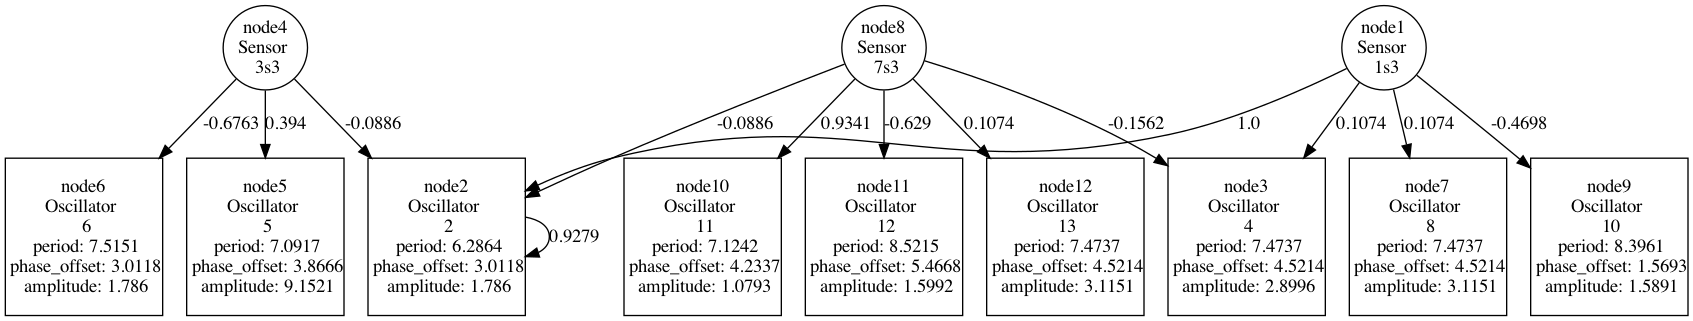 node4
Sensor
3s3
node8
Sensor
7s3
node1
Sensor
1s3
-0.6763
0.394
-0.0886
-0.0886
0.9341
-0.629
0.1074
-0.1562
1.0
0.1074
0.1074
-0.4698
node6
Oscillator
6
period: 7.5151
phase_offset: 3.0118
amplitude: 1.786
node5
Oscillator
5
period: 7.0917
phase_offset: 3.8666
amplitude: 9.1521
node2
Oscillator
2
period: 6.2864
phase_offset: 3.0118
amplitude: 1.786
0.9279
node10
Oscillator
11
period: 7.1242
phase_offset: 4.2337
amplitude: 1.0793
node11
Oscillator
12
period: 8.5215
phase_offset: 5.4668
amplitude: 1.5992
node12
Oscillator
13
period: 7.4737
phase_offset: 4.5214
amplitude: 3.1151
node3
Oscillator
4
period: 7.4737
phase_offset: 4.5214
amplitude: 2.8996
node7
Oscillator
8
period: 7.4737
phase_offset: 4.5214
amplitude: 3.1151
node9
Oscillator
10
period: 8.3961
phase_offset: 1.5693
amplitude: 1.5891